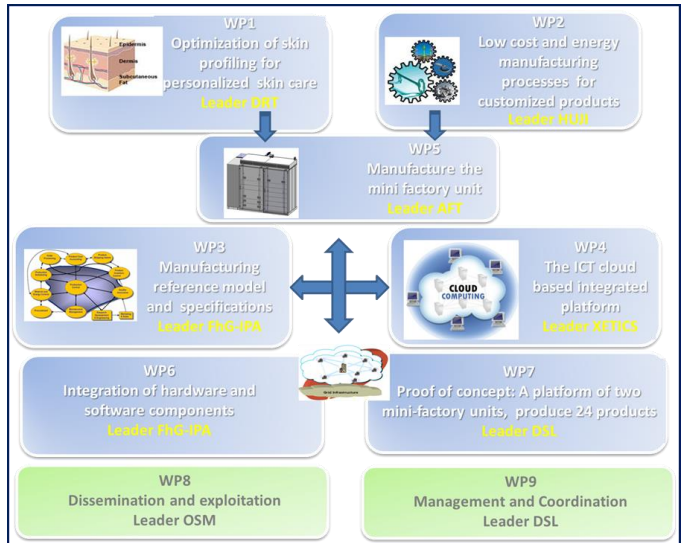 WP1
Optimization of skin
profiling for
personalized skin care
Leader DRT
Epidermis
Dermis
Subcutaneous
Fat
WP2
Low cost and energy
manufacturing
processes for
customized products
Leader HUJI
WP5
Manufacture the
mini factory unit
Leader AFT
WP3
Manufacturing
reference model
and specifications
Leader FhG-IPA
WP4
The ICT cloud
based integrated
platform
Leader XETICS
CLOUD
COMPUTING
WP6
Integration of hardware and
software components
Leader FhG-IPA
WP7
Proof of concept: A platform of two
mini-factory units, produce 24 products
Leader DSL
WP8
Dissemination and exploitation
Leader OSM
WP9
Management and Coordination
Leader DSL